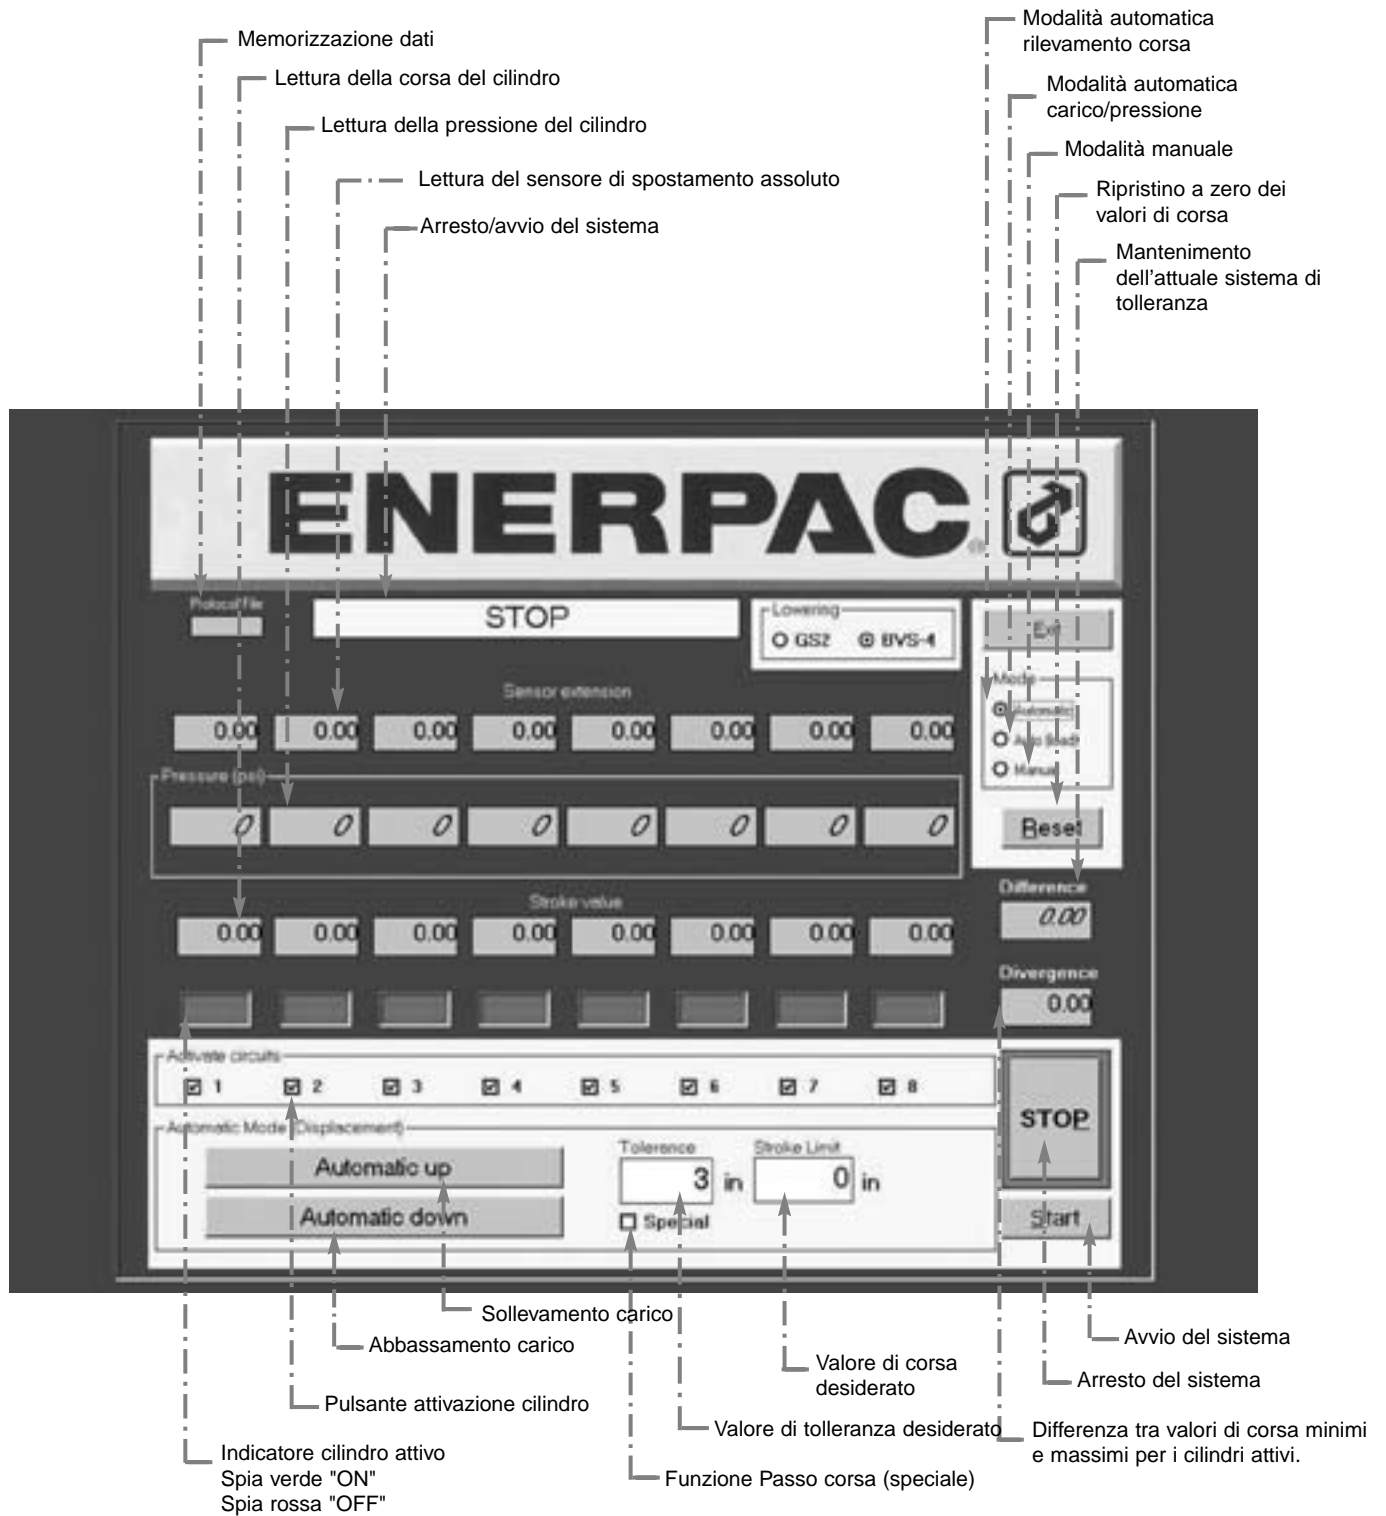 Memorizzazione dati
Lettura della corsa del cilindro
Lettura della pressione del cilindro
Lettura del sensore di spostamento assoluto
Arresto/avvio del sistema
Modalità automatica
rilevamento corsa
Modalità automatica
carico/pressione
Modalità manuale
Ripristino a zero dei
valori di corsa
Mantenimento
dell'attuale sistema di
tolleranza
ENERPAC®
Protocol File
STOP
Lowering
GS2 BVS-4
Exit
Mode
Automatic
Auto (load)
Manual
Reset
Sensor extension
0.00 0.00 0.00 0.00 0.00 0.00 0.00 0.00
Pressure (psi)
0 0 0 0 0 0 0 0
Stroke value
0.00 0.00 0.00 0.00 0.00 0.00 0.00 0.00
Difference
0.00
Divergence
0.00
Activate circuits
1 2 3 4 5 6 7 8
Automatic Mode (Displacement)
Automatic up
Automatic down
Tolerence
3 in
Stroke Limit
0 in
Special
STOP
Start
Sollevamento carico
Abbassamento carico
Pulsante attivazione cilindro
Indicatore cilindro attivo
Spia verde "ON"
Spia rossa "OFF"
Valore di corsa
desiderato
Valore di tolleranza desiderato
Funzione Passo corsa (speciale)
Avvio del sistema
Arresto del sistema
Differenza tra valori di corsa minimi
e massimi per i cilindri attivi.